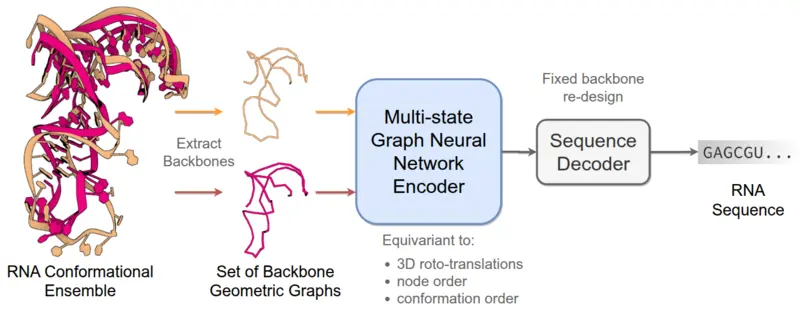 RNA Conformational
Ensemble
Extract
Backbones
Set of Backbone
Geometric Graphs
Multi-state
Graph Neural
Network
Encoder
Equivariant to:
• 3D roto-translations
• node order
• conformation order
Fixed backbone
re-design
Sequence
Decoder
GAGCGU...
RNA
Sequence